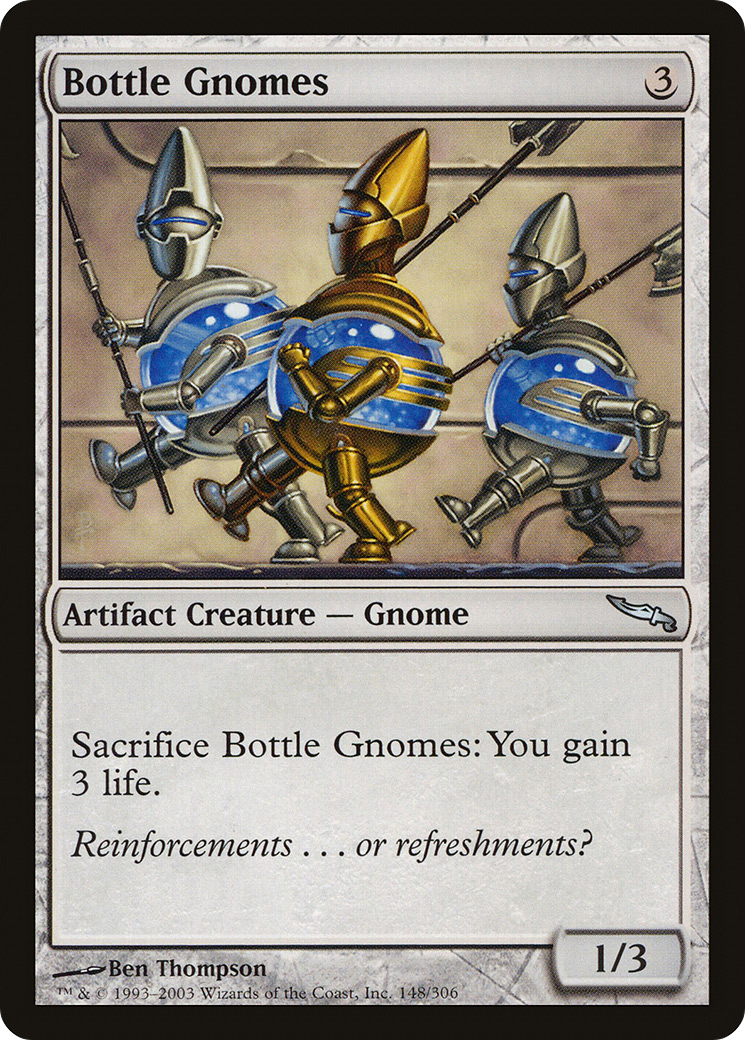 Bottle Gnomes 3
Artifact Creature — Gnome
Sacrifice Bottle Gnomes: You gain
3 life.
Reinforcements . . . or refreshments?
1/3
Ben Thompson
™ & © 1993–2003 Wizards of the Coast, Inc. 148/306